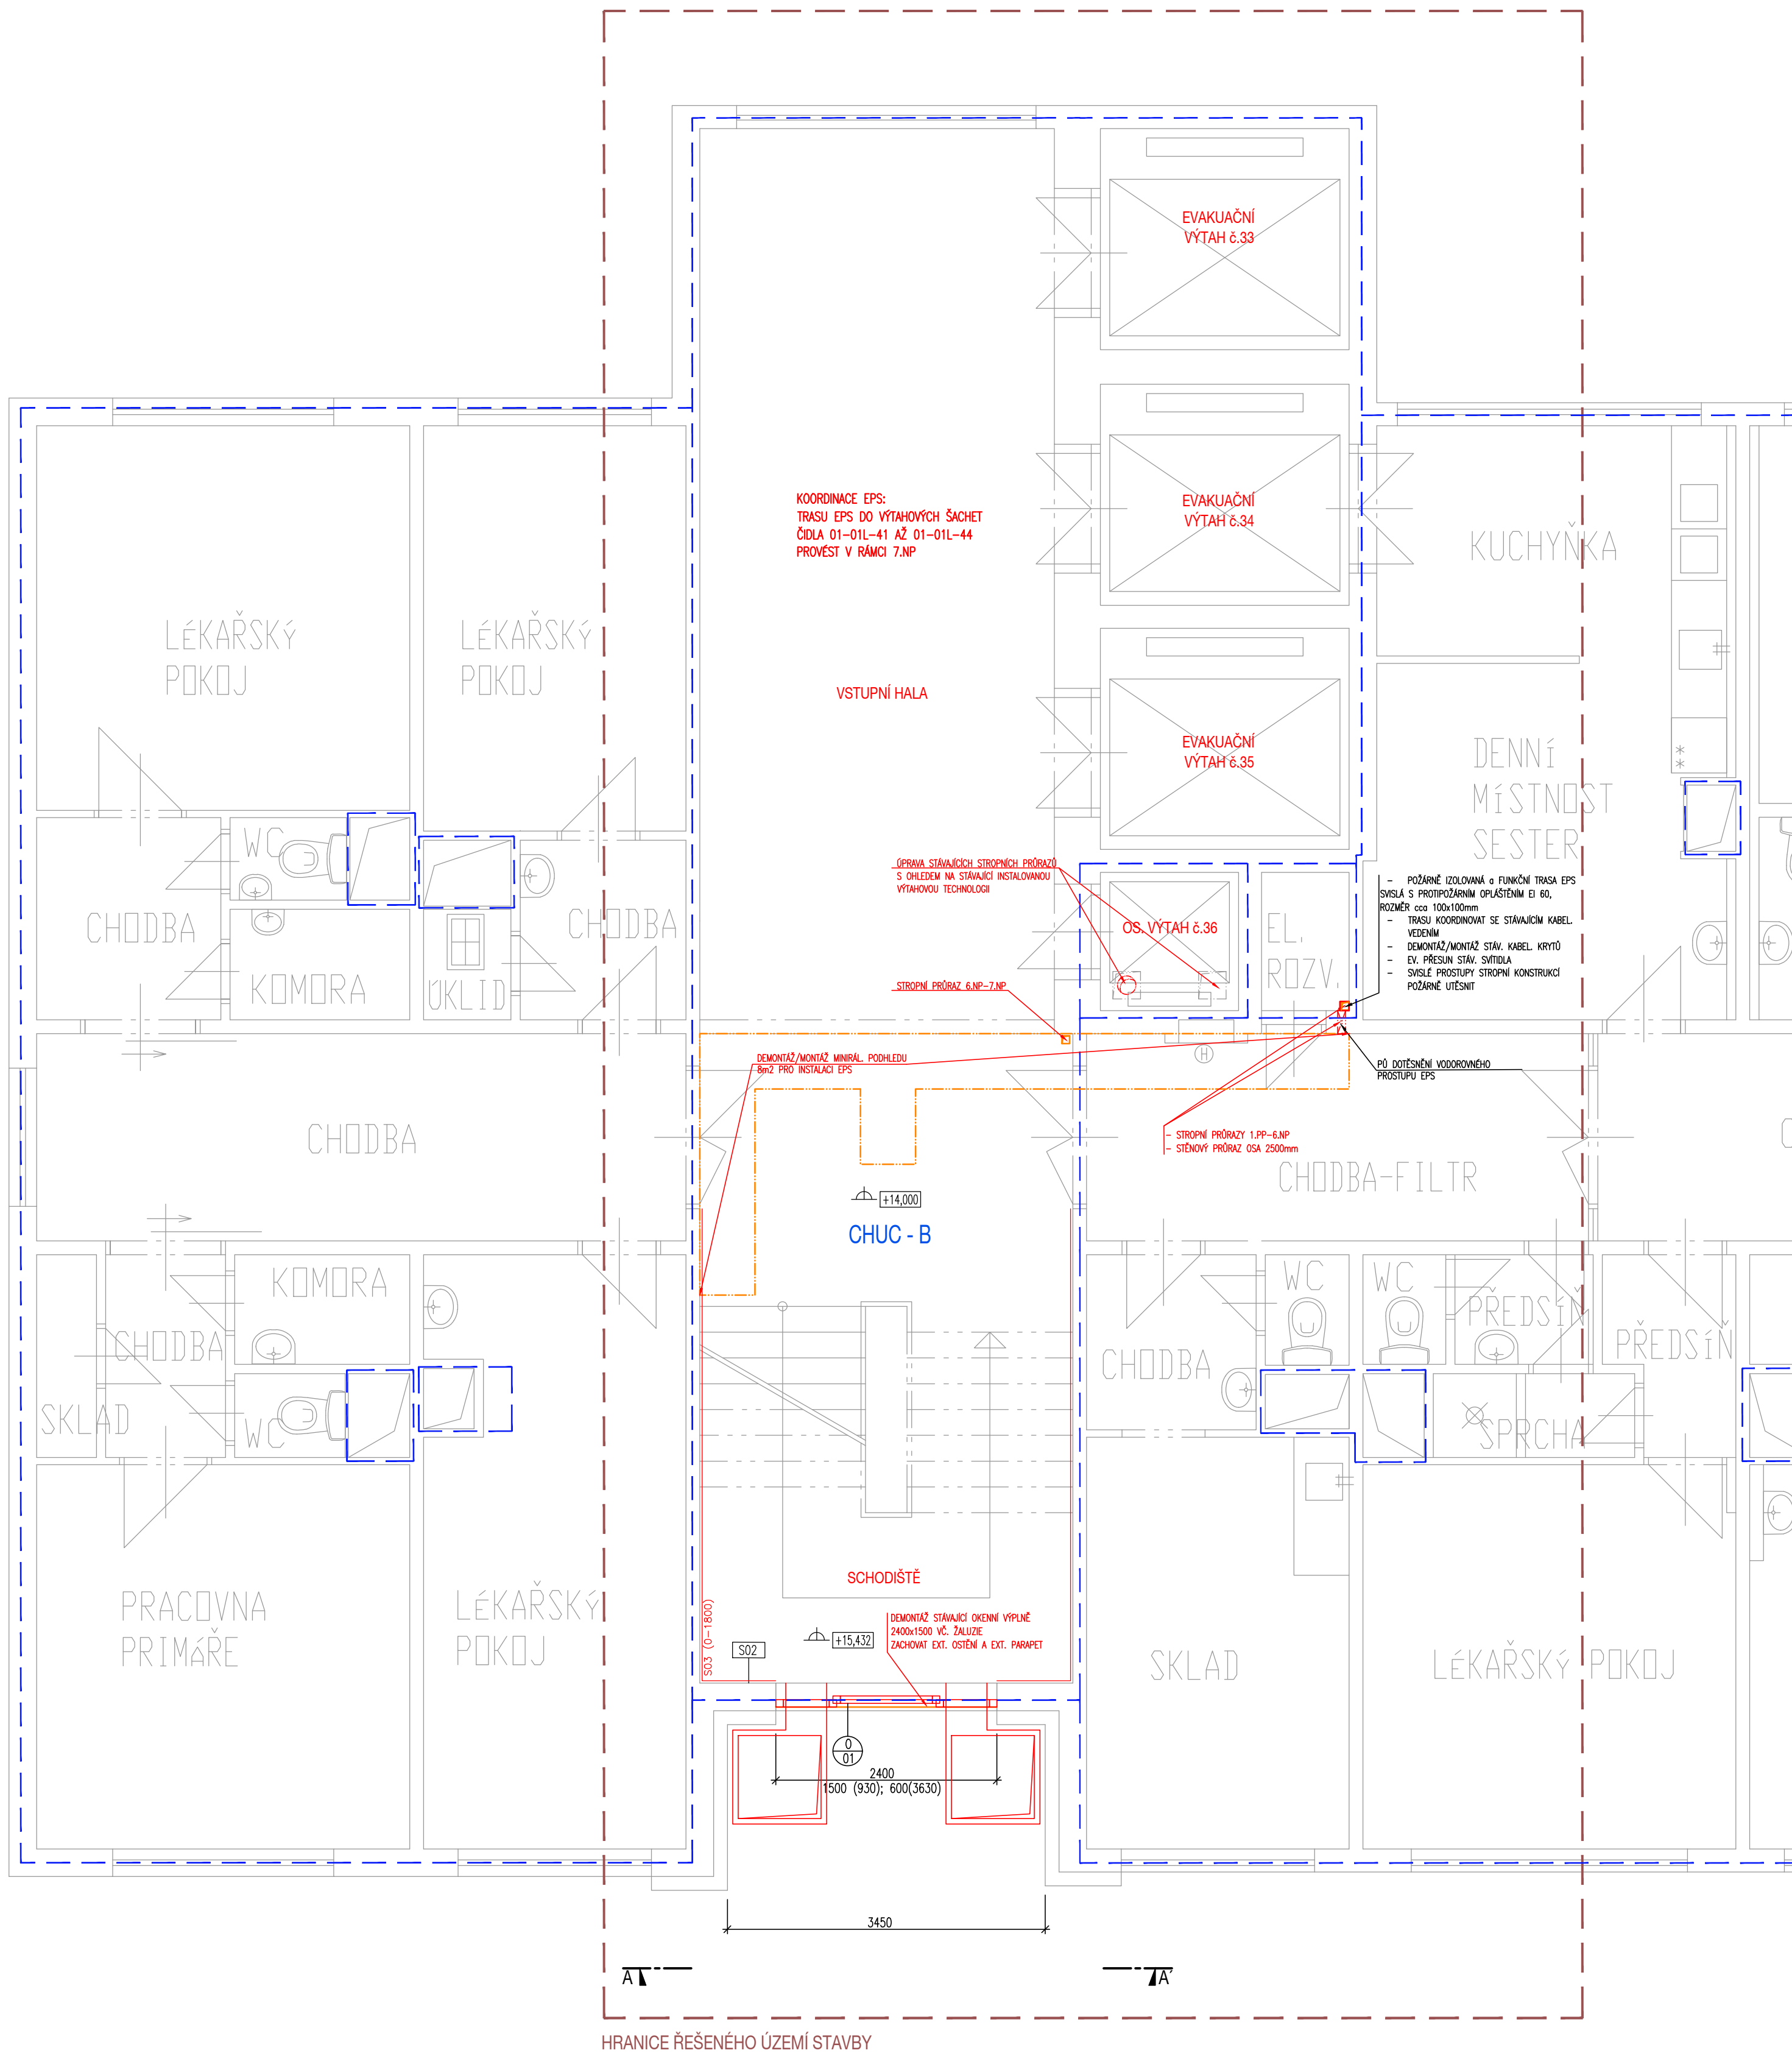 EVAKUAČNÍ
VÝTAH č.33
KOORDINACE EPS:
TRASU EPS DO VÝTAHOVÝCH ŠACHET
ČIDLA 01-01L-41 AŽ 01-01L-44
PROVÉST V RÁMCI 7.NP
EVAKUAČNÍ
VÝTAH č.34
KUCHYŇKA
LÉKAŘSKÝ
POKOJ
LÉKAŘSKÝ
POKOJ
VSTUPNÍ HALA
EVAKUAČNÍ
VÝTAH č.35
DENNÍ
MÍSTNOST
SESTER
WC
CHODBA
KOMORA
ÚKLID
CHODBA
ÚPRAVA STÁVAJÍCÍCH STROPNÍCH PRŮRAZŮ
S OHLEDEM NA STÁVAJÍCÍ INSTALOVANOU
VÝTAHOVOU TECHNOLOGII
OS. VÝTAH č.36
EL.
ROZV.
- POŽÁRNĚ IZOLOVANÁ a FUNKČNÍ TRASA EPS
SVISLÁ S PROTIPOŽÁRNÍM OPLÁŠTĚNÍM EI 60,
ROZMĚR cca 100x100mm
- TRASU KOORDINOVAT SE STÁVAJÍCÍM KABEL.
VEDENÍM
- DEMONTÁŽ/MONTÁŽ STÁV. KABEL. KRYTŮ
- EV. PŘESUN STÁV. SVÍTIDLA
- SVISLÉ PROSTUPY STROPNÍ KONSTRUKCÍ
POŽÁRNĚ UTĚSNIT
STROPNÍ PRŮRAZ 6.NP-7.NP
DEMONTÁŽ/MONTÁŽ MINIRÁL. PODHLEDU
8m2 PRO INSTALACI EPS
H
PÚ DOTĚSNĚNÍ VODOROVNÉHO
PROSTUPU EPS
- STROPNÍ PRŮRAZY 1.PP-6.NP
- STĚNOVÝ PRŮRAZ OSA 2500mm
CHODBA
CHODBA-FILTR
C
+14,000
CHUC - B
KOMORA
CHODBA
SKLAD
WC
CHODBA
WC
WC
PŘEDSÍŇ
PŘEDSÍŇ
SPRCHA
SCHODIŠTĚ
PRACOVNA
PRIMÁŘE
LÉKAŘSKÝ
POKOJ
S03 (0-1800)
S02
+15,432
DEMONTÁŽ STÁVAJÍCÍ OKENNÍ VÝPLNĚ
2400x1500 VČ. ŽALUZIE
ZACHOVAT EXT. OSTĚNÍ A EXT. PARAPET
SKLAD
LÉKAŘSKÝ POKOJ
O
01
2400
1500 (930); 600(3630)
3450
A
A´
HRANICE ŘEŠENÉHO ÚZEMÍ STAVBY